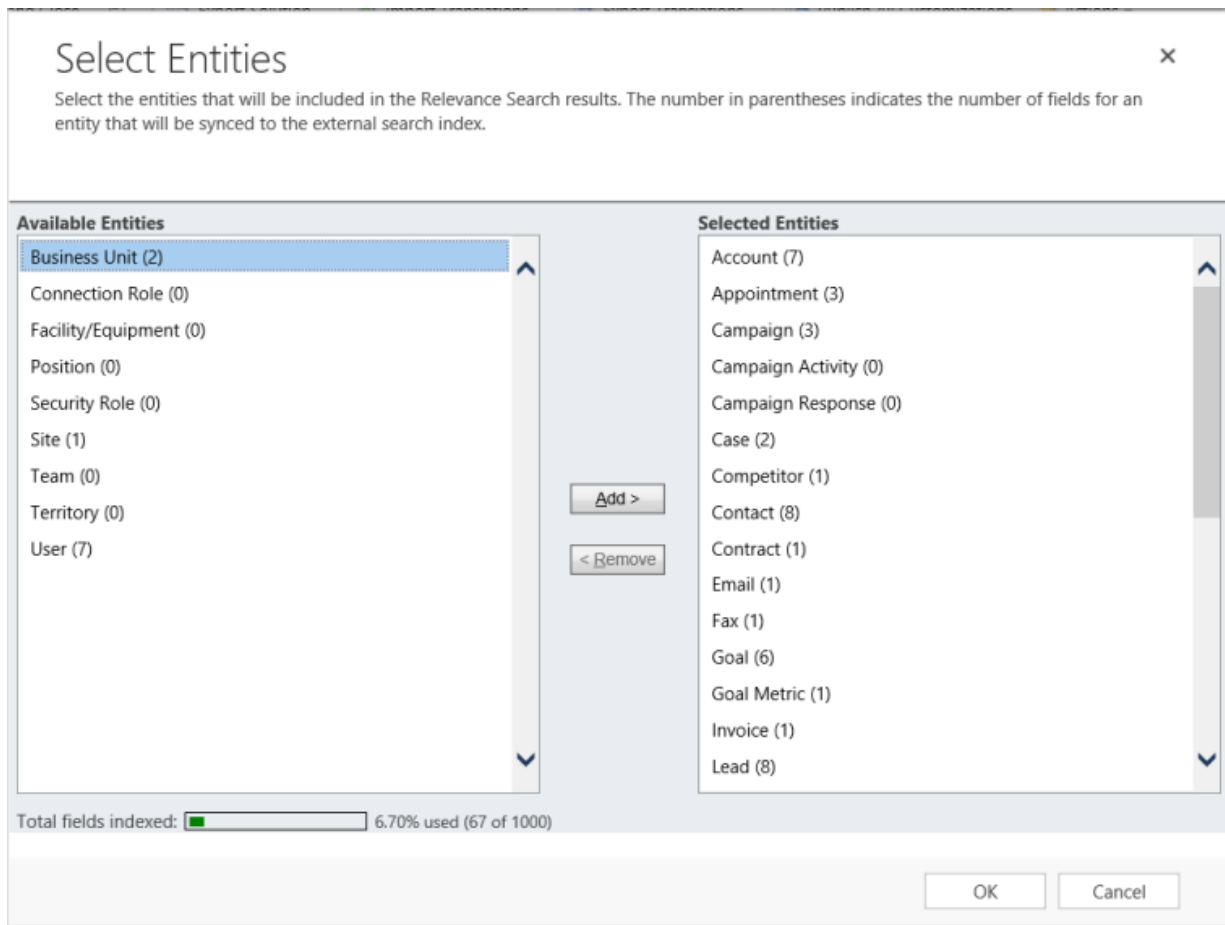 Select Entities
Select the entities that will be included in the Relevance Search results. The number in parentheses indicates the number of fields for an
entity that will be synced to the external search index.
Available Entities
Business Unit (2)
Connection Role (0)
Facility/Equipment (0)
Position (0)
Security Role (0)
Site (1)
Team (0)
Territory (0)
User (7)
Add >
< Remove
Selected Entities
Account (7)
Appointment (3)
Campaign (3)
Campaign Activity (0)
Campaign Response (0)
Case (2)
Competitor (1)
Contact (8)
Contract (1)
Email (1)
Fax (1)
Goal (6)
Goal Metric (1)
Invoice (1)
Lead (8)
Total fields indexed: 6.70% used (67 of 1000)
OK
Cancel